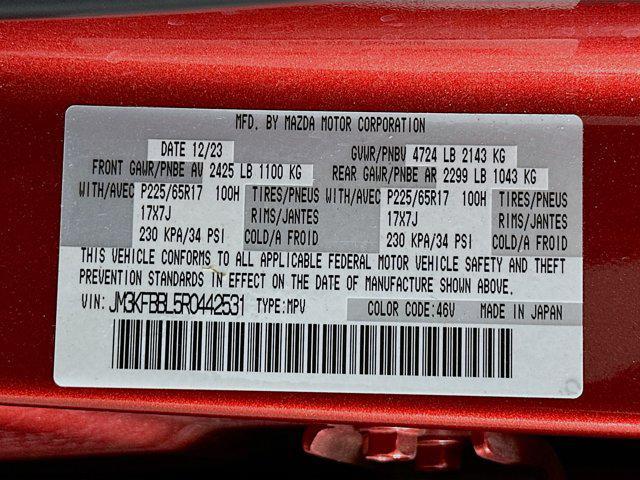 MFD. BY MAZDA MOTOR CORPORATION
DATE 12/23 GVWR/PNBV 4724 LB 2143 KG
FRONT GAWR/PNBE AV 2425 LB 1100 KG REAR GAWR/PNBE AR 2299 LB 1043 KG
WITH/AVEC P225/65R17 100H TIRES/PNEUS P225/65R17 100H TIRES/PNEUS
17X7J RIMS/JANTES 17X7J RIMS/JANTES
230 KPA/34 PSI COLD/A FROID 230 KPA/34 PSI COLD/A FROID
THIS VEHICLE CONFORMS TO ALL APPLICABLE FEDERAL MOTOR VEHICLE SAFETY AND THEFT
PREVENTION STANDARDS IN EFFECT ON THE DATE OF MANUFACTURE SHOWN ABOVE.
VIN: JM3KFBBL5R0442531 TYPE:MPV COLOR CODE:46V MADE IN JAPAN